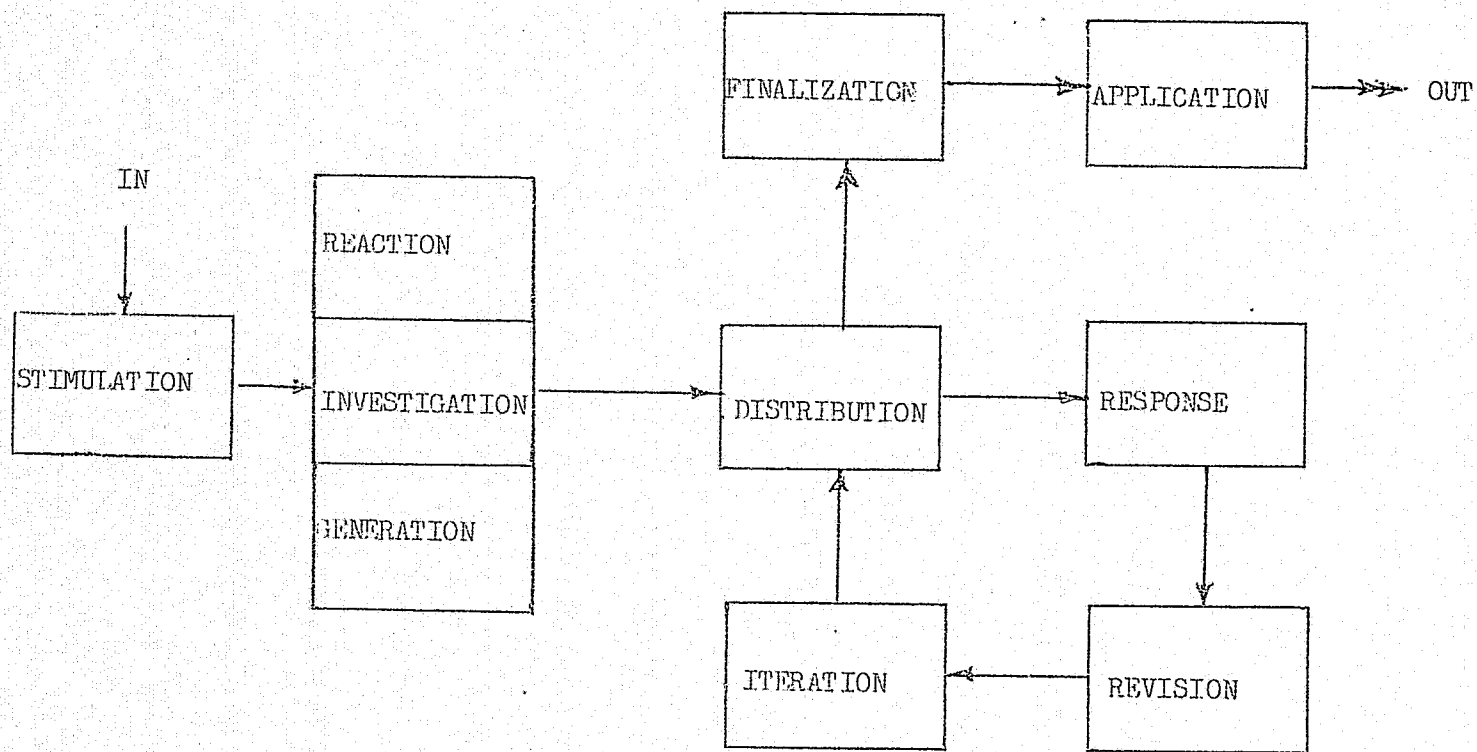 IN
STIMULATION
REACTION
INVESTIGATION
GENERATION
FINALIZATION
APPLICATION
OUT
DISTRIBUTION
RESPONSE
ITERATION
REVISION